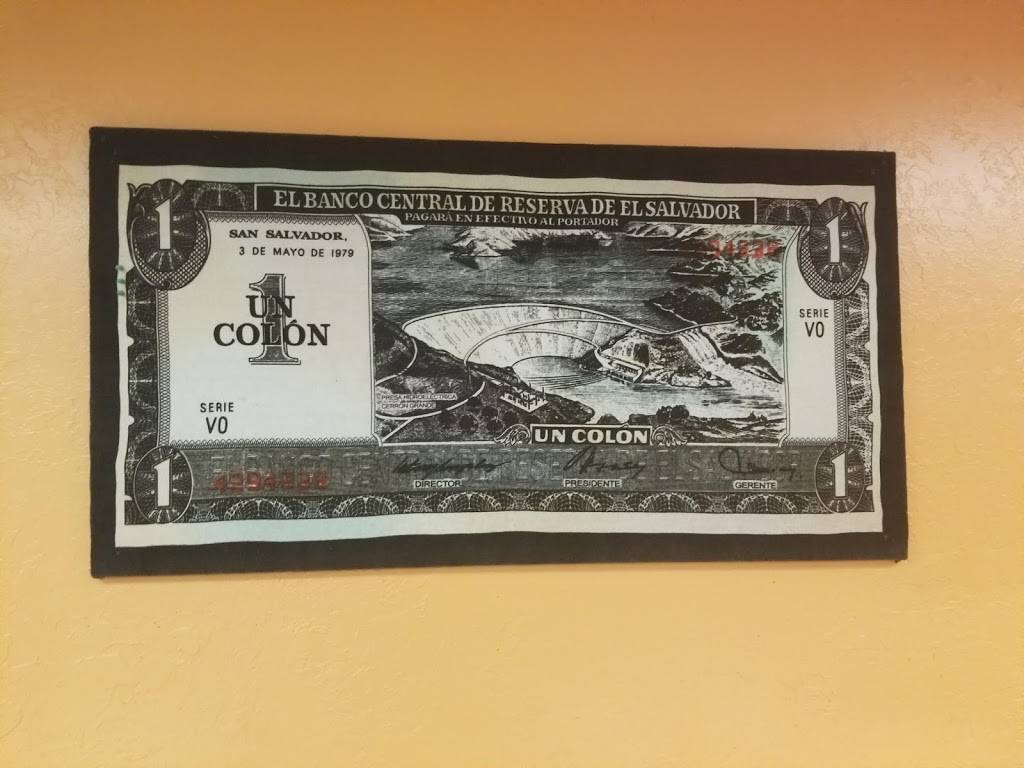 1
EL BANCO CENTRAL DE RESERVA DE EL SALVADOR
1
PAGARÁ EN EFECTIVO AL PORTADOR
SAN SALVADOR,
3 DE MAYO DE 1979
1
UN
COLÓN
SERIE
VO
SERIE
VO
PRESA HIDROELECTRICA
CERRON GRANDE
UN COLON
1
DIRECTOR
PRESIDENTE
GERENTE
1